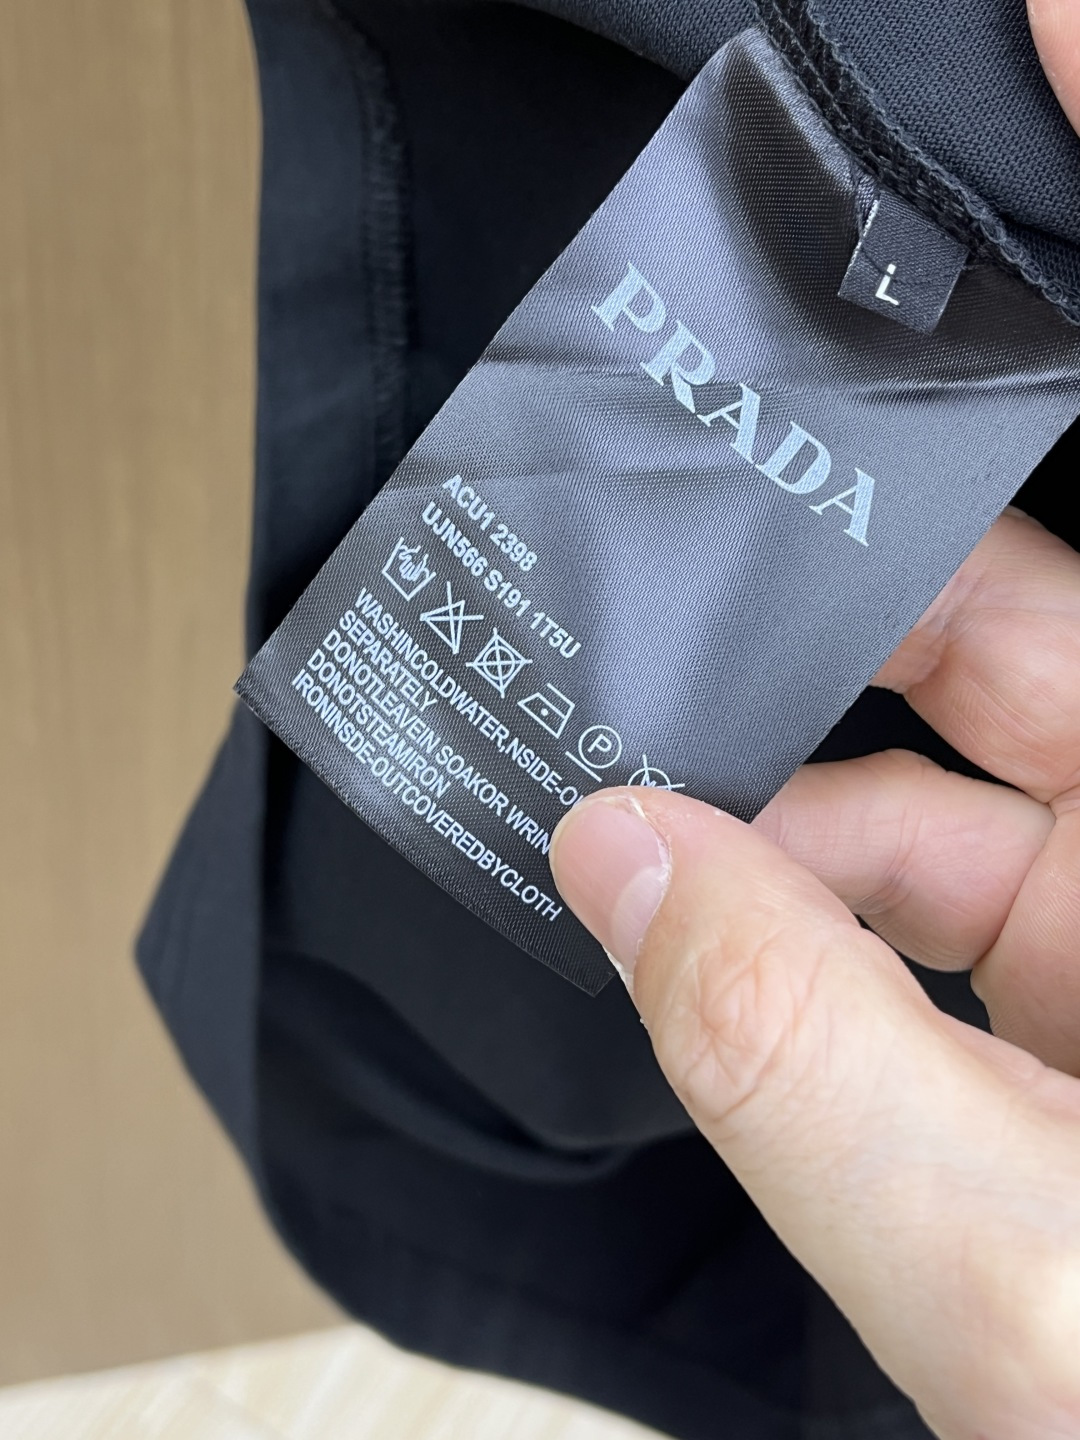 L
PRADA
ACU1 2398
UJN566 S191 1T5U
P
WASHINCOLDWATER,NSIDE-
SEPARATELY
DONOTLEAVEIN SOAKOR WRIN
DONOTSTEAMIRON
IRONINSDE-OUTCOVEREDBYCLOTH